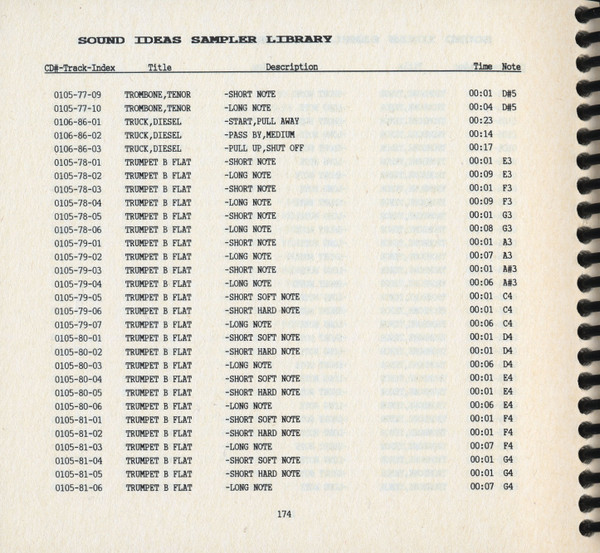 SOUND IDEAS SAMPLER LIBRARY
CD#-Track-Index Title Description Time Note
0105-77-09 TROMBONE,TENOR -SHORT NOTE 00:01 D#5
0105-77-10 TROMBONE,TENOR -LONG NOTE 00:04 D#5
0106-86-01 TRUCK,DIESEL -START,PULL AWAY 00:23
0106-86-02 TRUCK,DIESEL -PASS BY,MEDIUM 00:14
0106-86-03 TRUCK,DIESEL -PULL UP,SHUT OFF 00:17
0105-78-01 TRUMPET B FLAT -SHORT NOTE 00:01 E3
0105-78-02 TRUMPET B FLAT -LONG NOTE 00:09 E3
0105-78-03 TRUMPET B FLAT -SHORT NOTE 00:01 F3
0105-78-04 TRUMPET B FLAT -LONG NOTE 00:09 F3
0105-78-05 TRUMPET B FLAT -SHORT NOTE 00:01 G3
0105-78-06 TRUMPET B FLAT -LONG NOTE 00:08 G3
0105-79-01 TRUMPET B FLAT -SHORT NOTE 00:01 A3
0105-79-02 TRUMPET B FLAT -LONG NOTE 00:07 A3
0105-79-03 TRUMPET B FLAT -SHORT NOTE 00:01 A#3
0105-79-04 TRUMPET B FLAT -LONG NOTE 00:06 A#3
0105-79-05 TRUMPET B FLAT -SHORT SOFT NOTE 00:01 C4
0105-79-06 TRUMPET B FLAT -SHORT HARD NOTE 00:01 C4
0105-79-07 TRUMPET B FLAT -LONG NOTE 00:06 C4
0105-80-01 TRUMPET B FLAT -SHORT SOFT NOTE 00:01 D4
0105-80-02 TRUMPET B FLAT -SHORT HARD NOTE 00:01 D4
0105-80-03 TRUMPET B FLAT -LONG NOTE 00:06 D4
0105-80-04 TRUMPET B FLAT -SHORT SOFT NOTE 00:01 E4
0105-80-05 TRUMPET B FLAT -SHORT HARD NOTE 00:01 E4
0105-80-06 TRUMPET B FLAT -LONG NOTE 00:06 E4
0105-81-01 TRUMPET B FLAT -SHORT SOFT NOTE 00:01 F4
0105-81-02 TRUMPET B FLAT -SHORT HARD NOTE 00:01 F4
0105-81-03 TRUMPET B FLAT -LONG NOTE 00:07 F4
0105-81-04 TRUMPET B FLAT -SHORT SOFT NOTE 00:01 G4
0105-81-05 TRUMPET B FLAT -SHORT HARD NOTE 00:01 G4
0105-81-06 TRUMPET B FLAT -LONG NOTE 00:07 G4
174